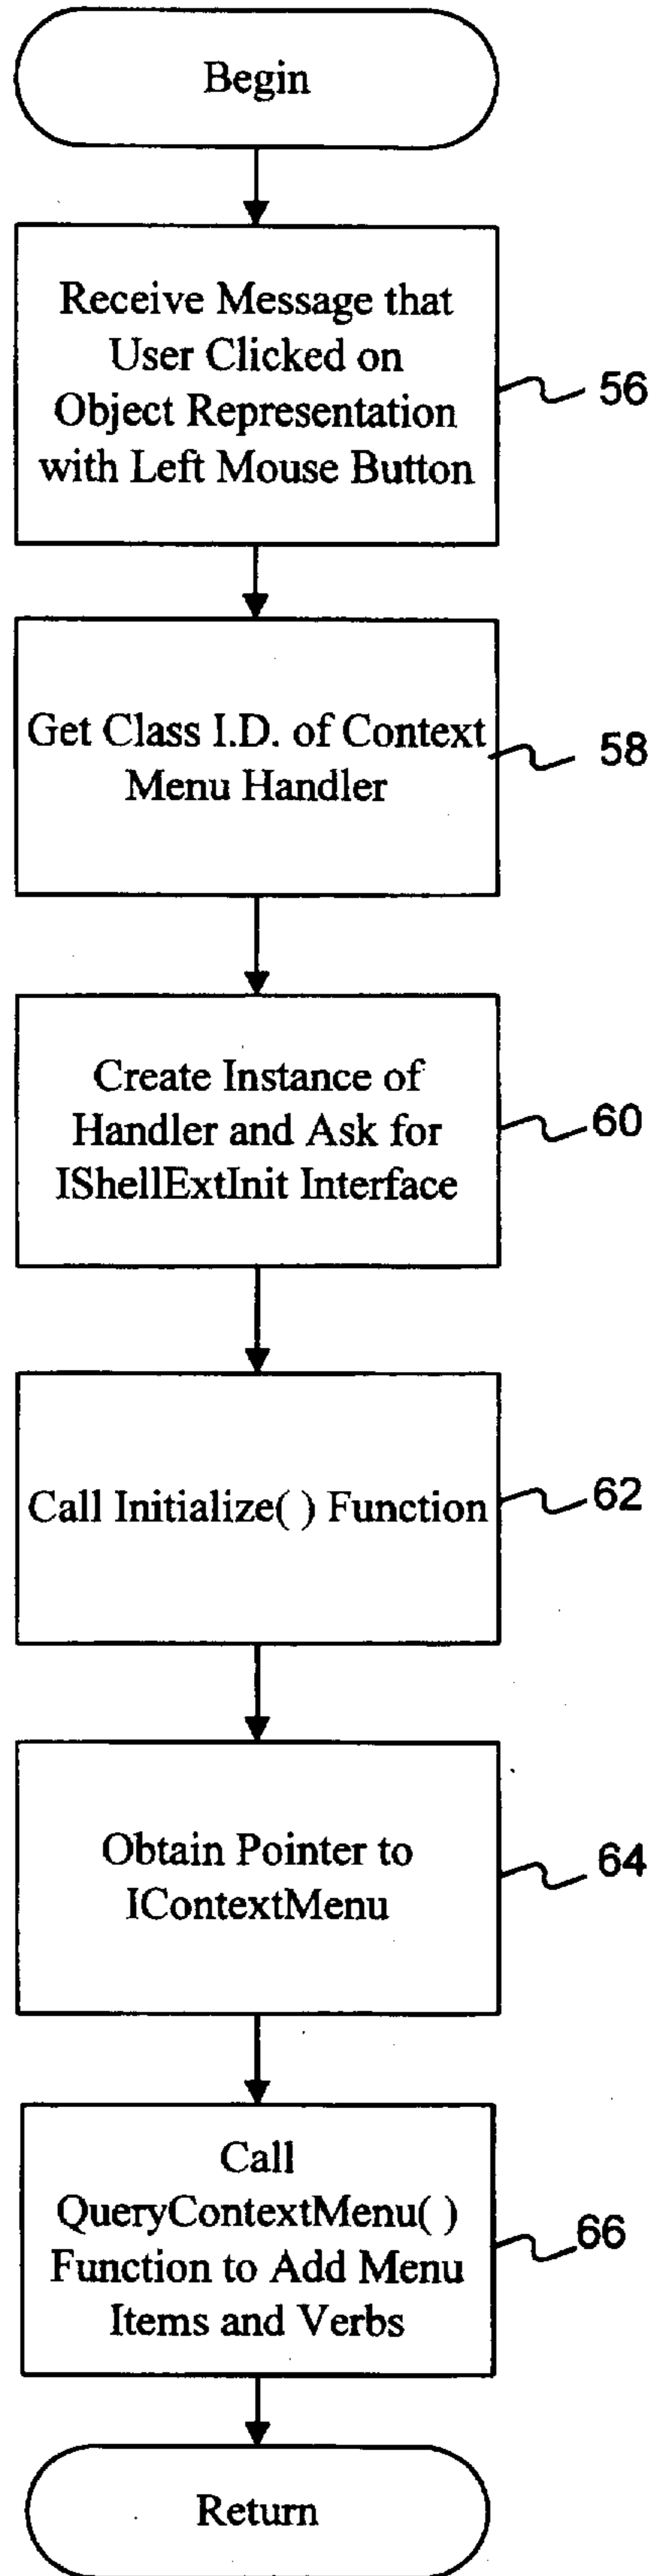 Begin
Receive Message that
User Clicked on
Object Representation
with Left Mouse Button
56
Get Class I.D. of Context
Menu Handler
58
Create Instance of
Handler and Ask for
IShellExtInit Interface
60
Call Initialize( ) Function
62
Obtain Pointer to
IContextMenu
64
Call
QueryContextMenu( )
Function to Add Menu
Items and Verbs
66
Return